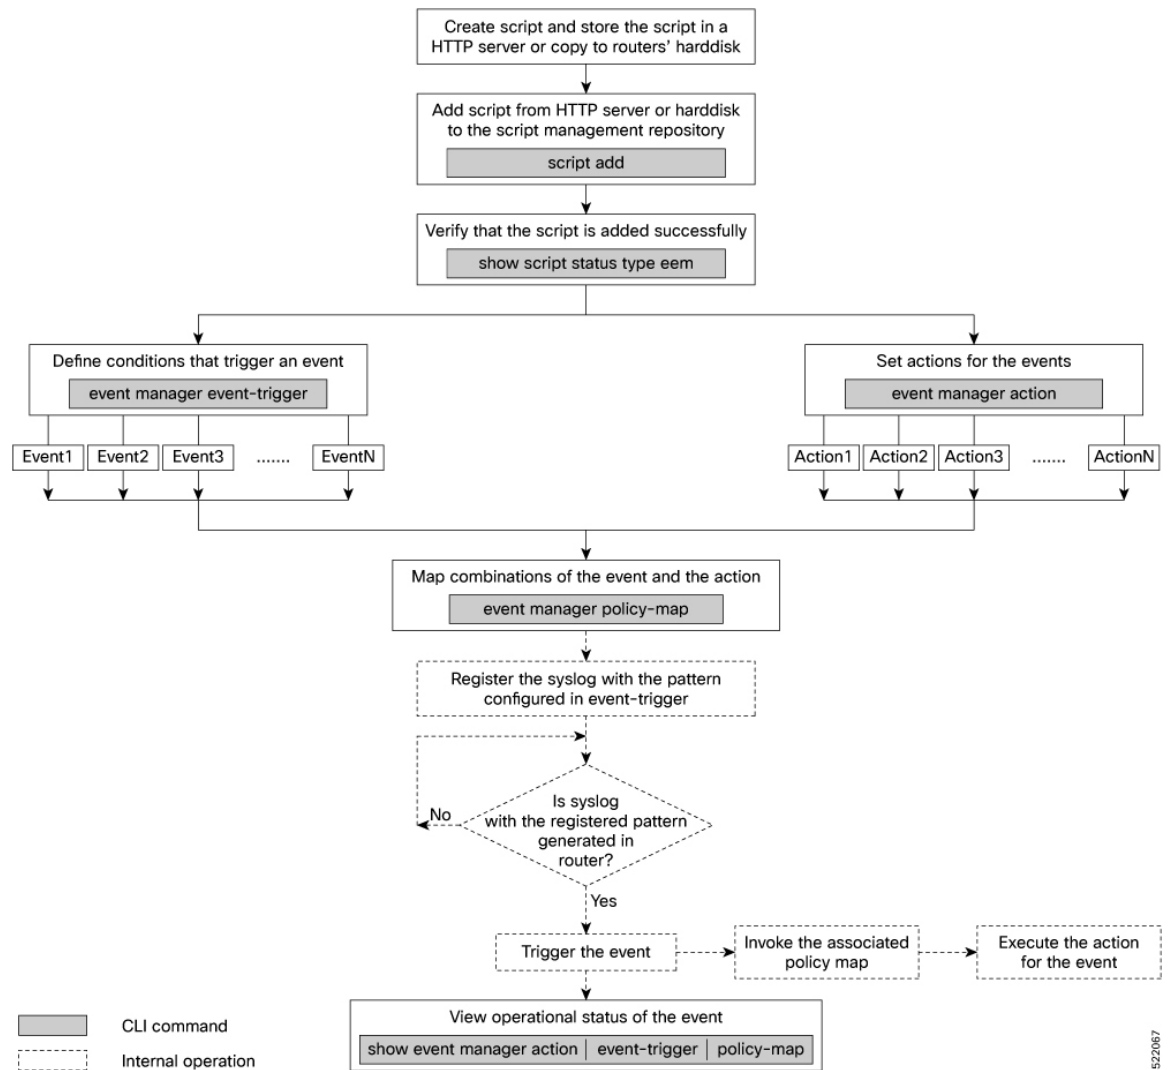 Create script and store the script in a
HTTP server or copy to routers' harddisk
Add script from HTTP server or harddisk
to the script management repository
script add
Verify that the script is added successfully
show script status type eem
Define conditions that trigger an event
event manager event-trigger
Set actions for the events
event manager action
Event1 Event2 Event3 ....... EventN
Action1 Action2 Action3 ....... ActionN
Map combinations of the event and the action
event manager policy-map
Register the syslog with the pattern
configured in event-trigger
Is syslog
with the registered pattern
generated in
router?
No
Yes
Trigger the event
Invoke the associated
policy map
Execute the action
for the event
View operational status of the event
show event manager action | event-trigger | policy-map
CLI command
Internal operation
522067